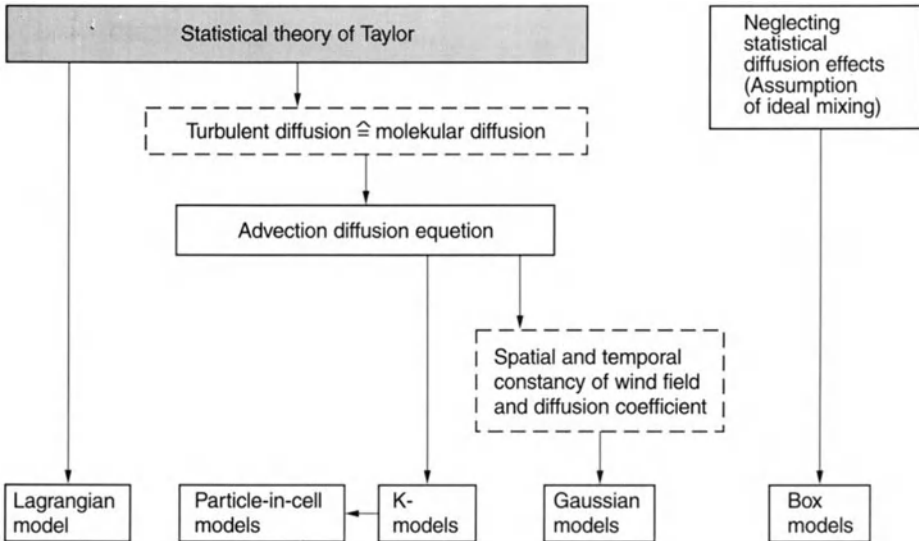 Statistical theory of Taylor
Neglecting
statistical
diffusion effects
(Assumption
of ideal mixing)
Turbulent diffusion ≙ molekular diffusion
Advection diffusion equetion
Spatial and temporal
constancy of wind field
and diffusion coefficient
Lagrangian
model
Particle-in-cell
models
K-
models
Gaussian
models
Box
models